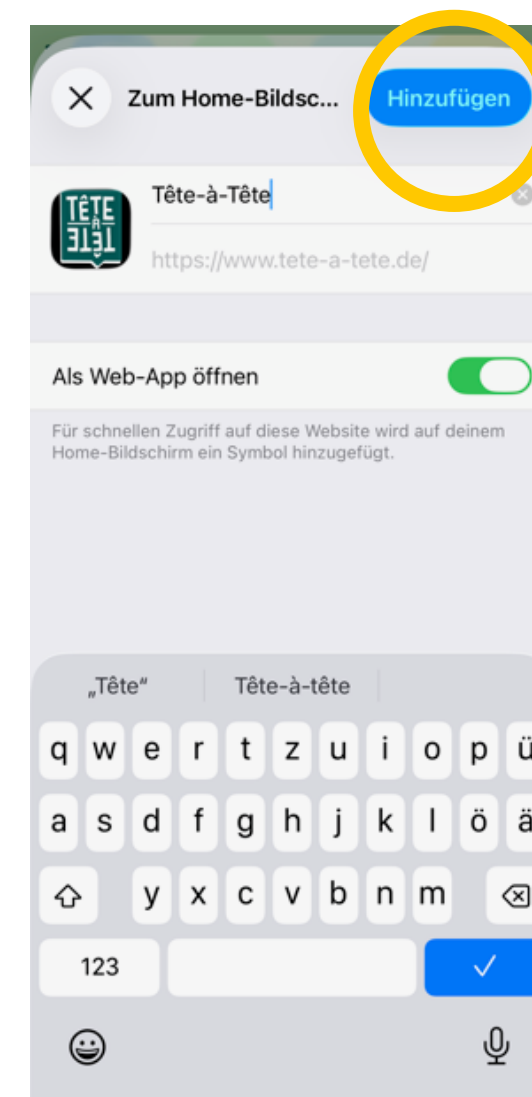 Zum Home-Bildsc...
Hinzufügen
TÊTE
À
TÊTE
Tête-à-Tête
https://www.tete-a-tete.de/
Als Web-App öffnen
Für schnellen Zugriff auf diese Website wird auf deinem
Home-Bildschirm ein Symbol hinzugefügt.
„Tête“ Tête-à-tête
q w e r t z u i o p ü
a s d f g h j k l ö ä
y x c v b n m
123